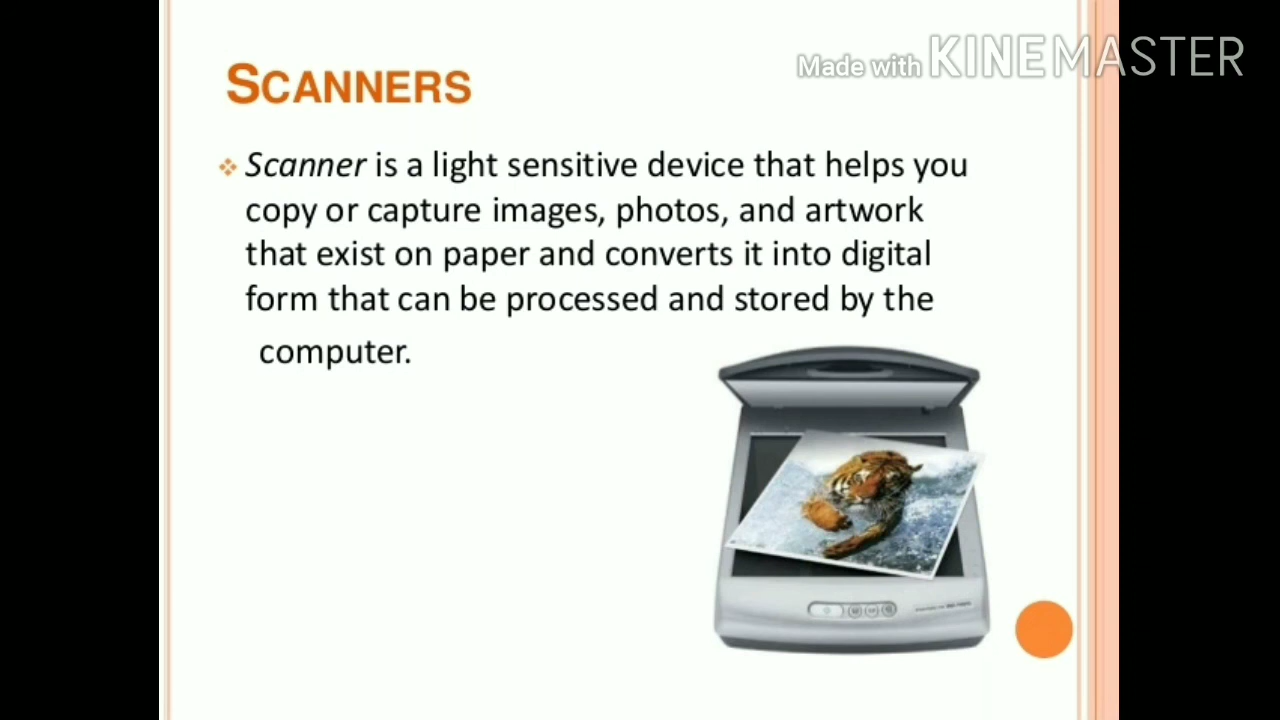 Made with KINEMASTER
SCANNERS
Scanner is a light sensitive device that helps you
copy or capture images, photos, and artwork
that exist on paper and converts it into digital
form that can be processed and stored by the
computer.